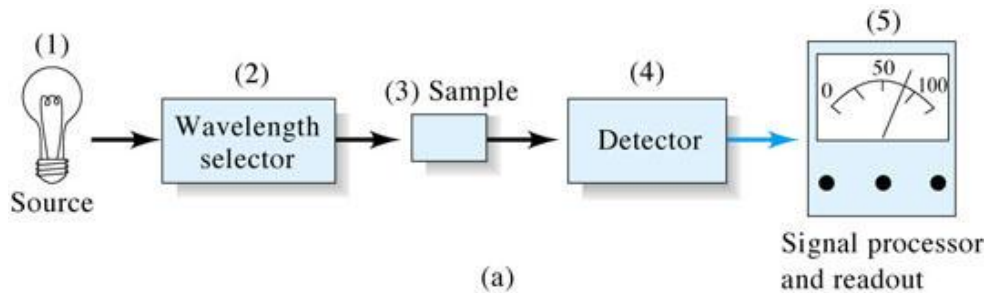 (1)
Source
(2)
Wavelength
selector
(3) Sample
(4)
Detector
(5)
0 50 100
Signal processor
and readout
(a)